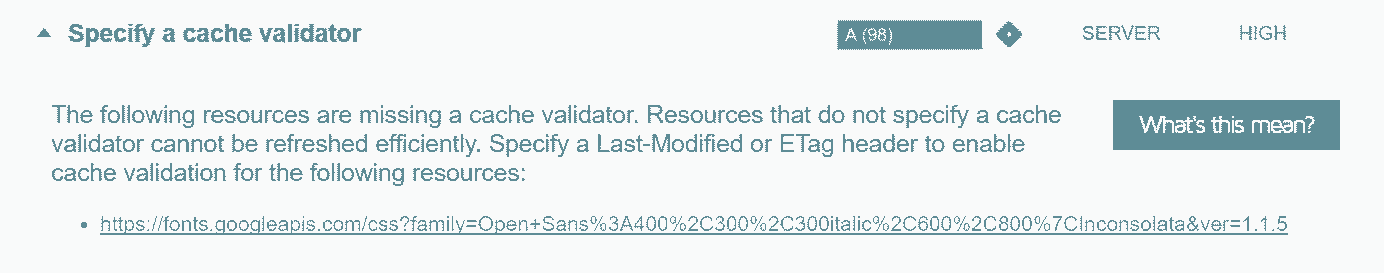 Specify a cache validator A (98) SERVER HIGH
The following resources are missing a cache validator. Resources that do not specify a cache
validator cannot be refreshed efficiently. Specify a Last-Modified or ETag header to enable
cache validation for the following resources:
What's this mean?
https://fonts.googleapis.com/css?family=Open+Sans%3A400%2C300%2C300italic%2C600%2C800%7CInconsolata&ver=1.1.5